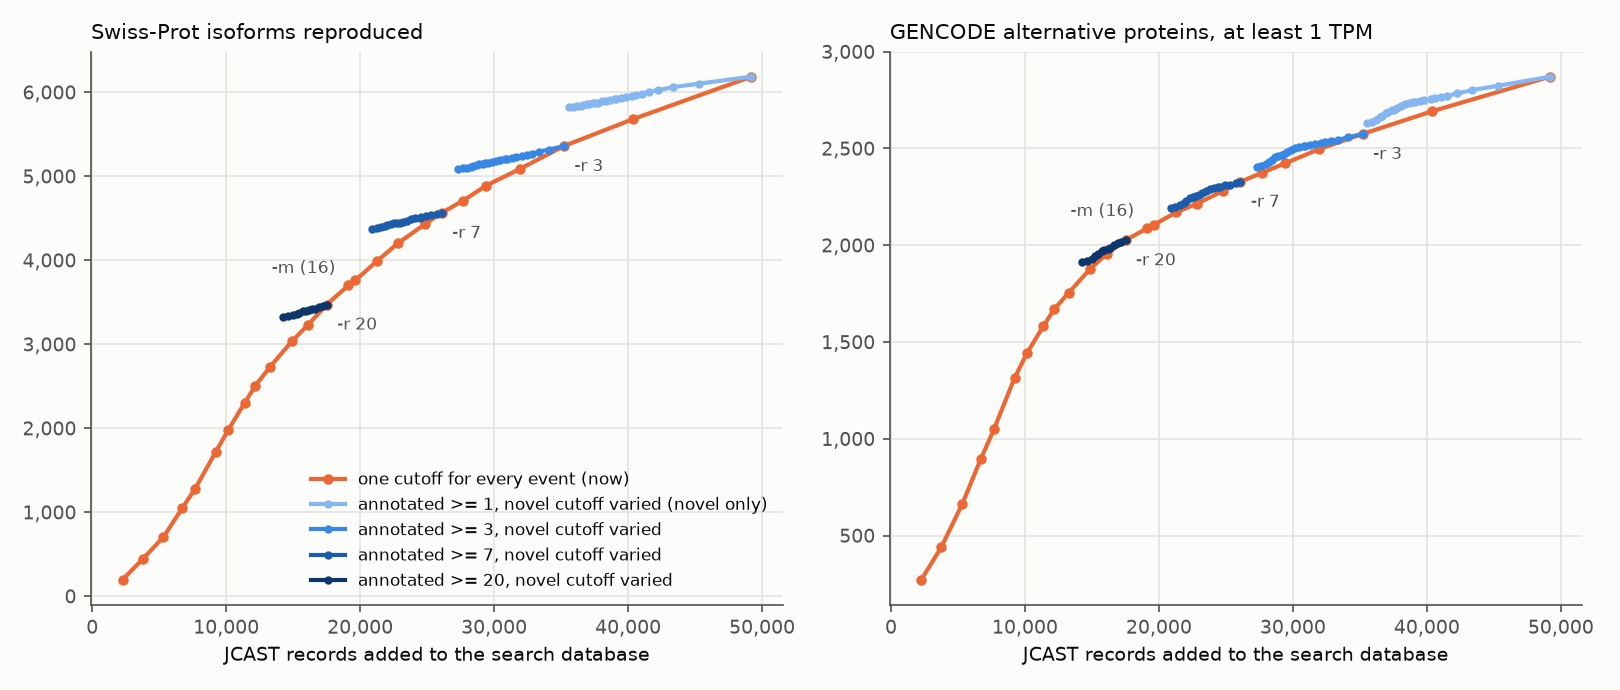 Swiss-Prot isoforms reproduced
6,000
5,000
4,000
3,000
2,000
1,000
0
-r 3
-r 7
-m (16)
-r 20
one cutoff for every event (now)
annotated >= 1, novel cutoff varied (novel only)
annotated >= 3, novel cutoff varied
annotated >= 7, novel cutoff varied
annotated >= 20, novel cutoff varied
0 10,000 20,000 30,000 40,000 50,000
JCAST records added to the search database
GENCODE alternative proteins, at least 1 TPM
3,000
2,500
2,000
1,500
1,000
500
-r 3
-r 7
-m (16)
-r 20
0 10,000 20,000 30,000 40,000 50,000
JCAST records added to the search database